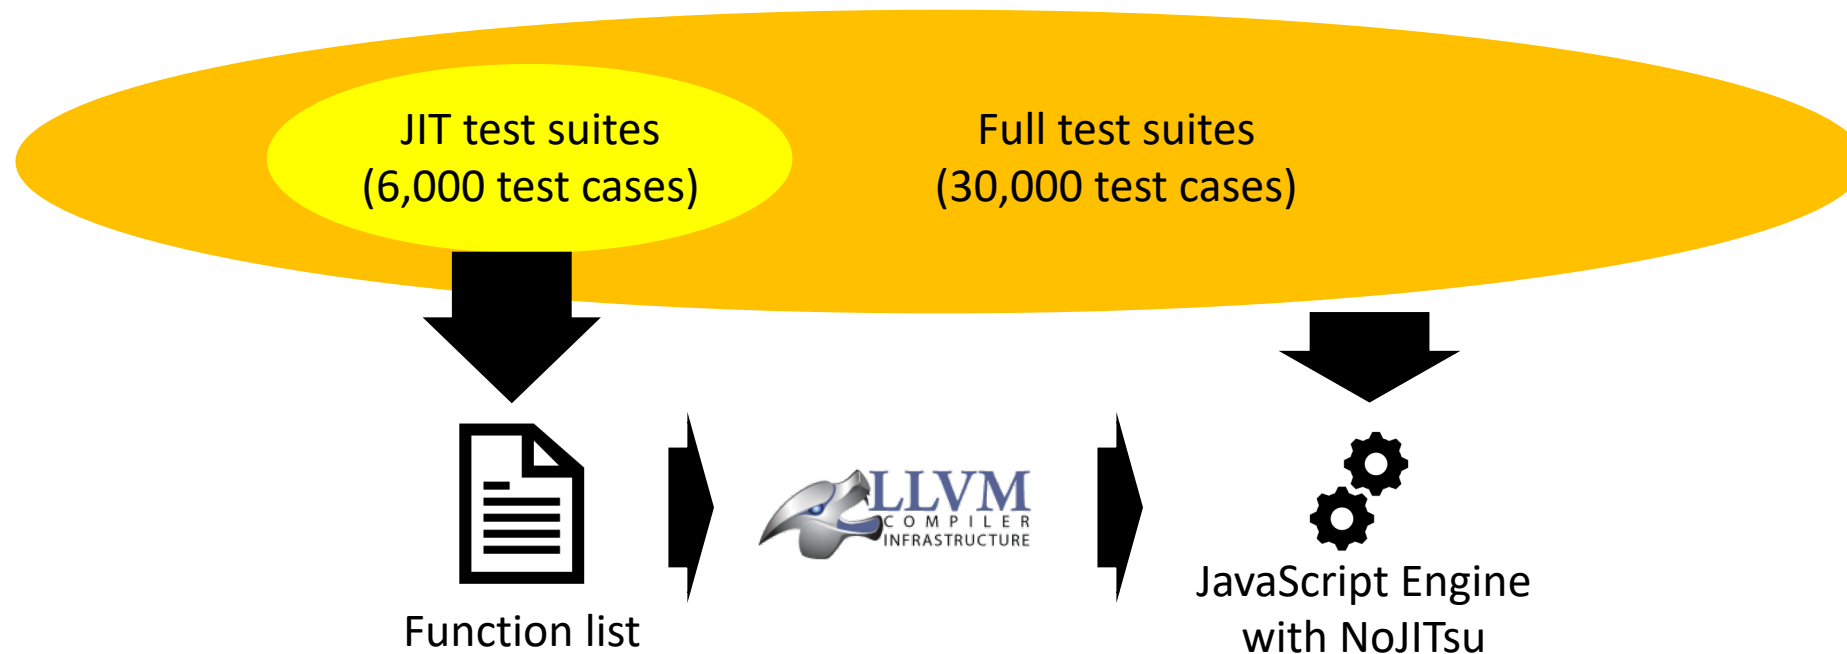 JIT test suites
(6,000 test cases)
Full test suites
(30,000 test cases)
LLVM
COMPILER
INFRASTRUCTURE
Function list
JavaScript Engine
with NoJITsu